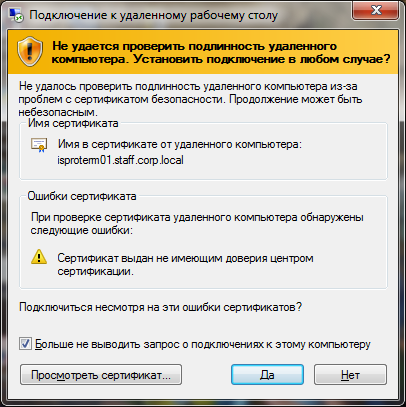 Подключение к удаленному рабочему столу
Не удается проверить подлинность удаленного
компьютера. Установить подключение в любом случае?
Не удалось проверить подлинность удаленного компьютера из-за
проблем с сертификатом безопасности. Продолжение может быть
небезопасным.
Имя сертификата
Имя в сертификате от удаленного компьютера:
isproterm01.staff.corp.local
Ошибки сертификата
При проверке сертификата удаленного компьютера обнаружены
следующие ошибки:
Сертификат выдан не имеющим доверия центром
сертификации.
Подключиться несмотря на эти ошибки сертификатов?
Больше не выводить запрос о подключениях к этому компьютеру
Просмотреть сертификат... Да Нет